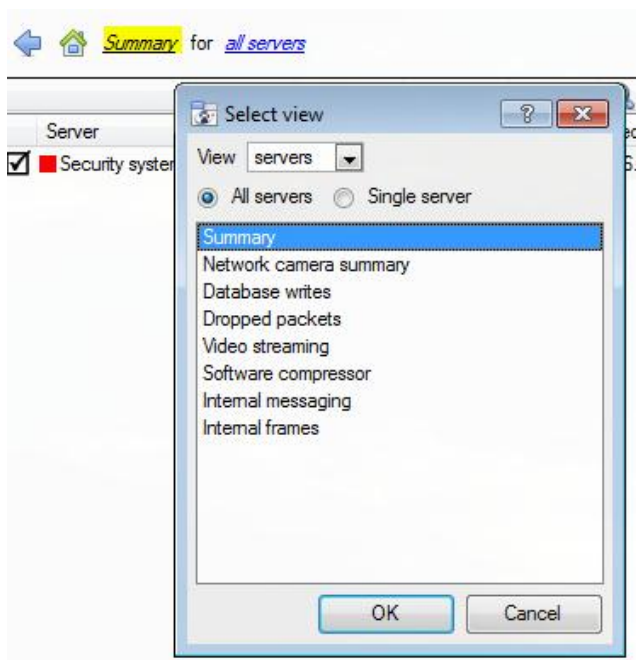 Summary for all servers
Select view
Server
View servers
Security system
All servers Single server
Summary
Network camera summary
Database writes
Dropped packets
Video streaming
Software compressor
Internal messaging
Internal frames
OK Cancel